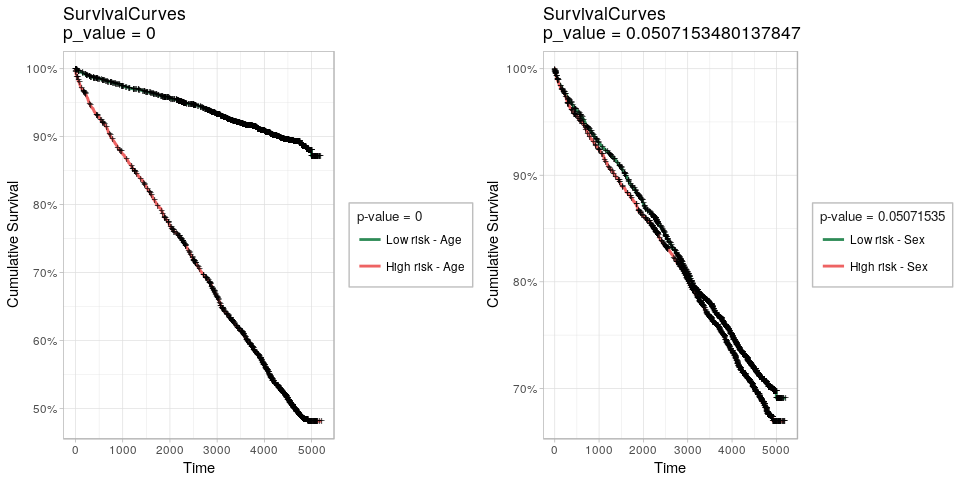 SurvivalCurves
p_value = 0
100%
90%
80%
70%
60%
50%
Cumulative Survival
0 1000 2000 3000 4000 5000
Time
p-value = 0
Low risk - Age
High risk - Age
SurvivalCurves
p_value = 0.0507153480137847
100%
90%
80%
70%
Cumulative Survival
0 1000 2000 3000 4000 5000
Time
p-value = 0.05071535
Low risk - Sex
High risk - Sex